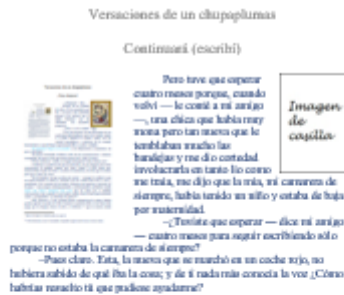 Versaciones de un chupaplumas
Continuará (escribí)
Pero tuve que esperar
cuatro meses porque, cuando
volví — le conté a mi amigo
—, una chica que había muy
mona pero tan nueva que le
temblaban mucho las
bandejas y me dio cortedad
involucrarla en tanto lío como
me traía, me dijo que la mía, mi camarera de
siempre, había tenido un niño y estaba de baja
por maternidad.
–¿Tuviste que esperar — dice mi amigo
— cuatro meses para seguir escribiendo sólo
porque no estaba la camarera de siempre?
–Pues claro. Esta, la nueva que se marchó en un coche rojo, no
hubiera sabido de qué iba la cosa; y de ti nada más conocía la voz ¿Cómo
habrías resuelto tú que pudiese ayudarme?
Imagen
de
casilla